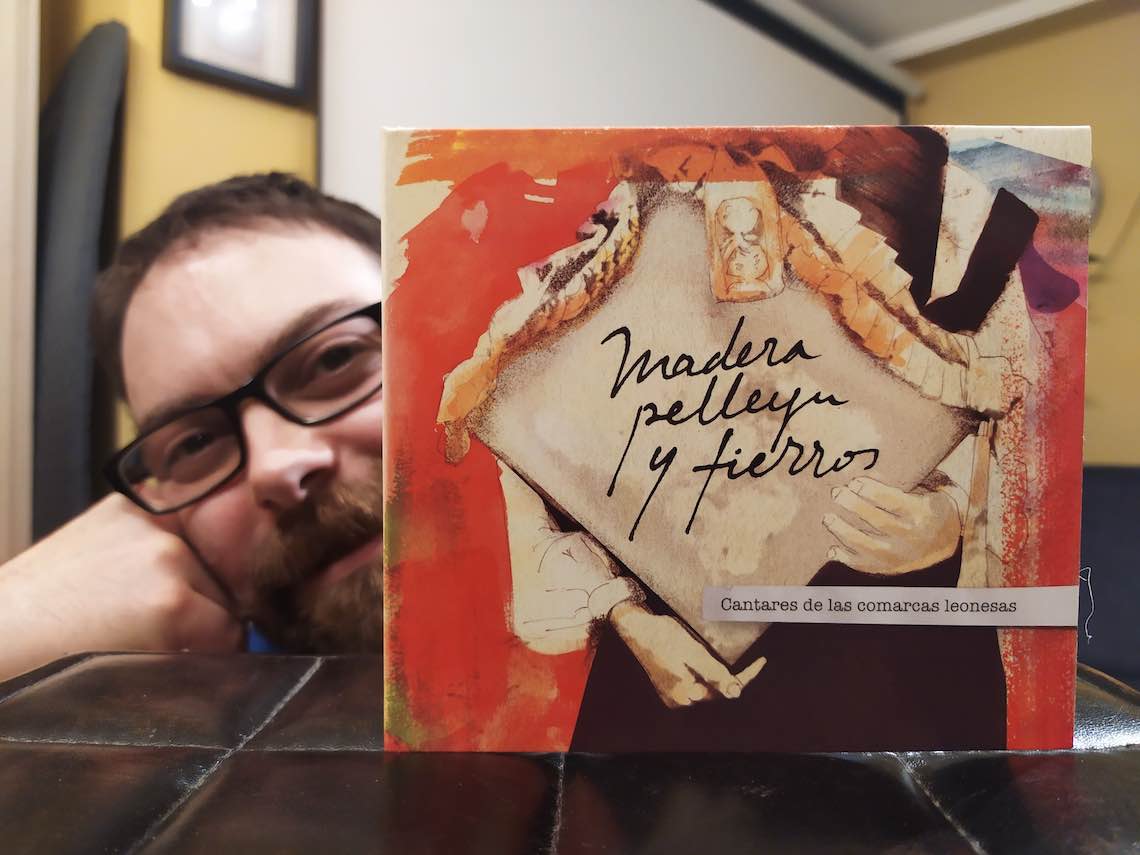 madera
pelleyu
y fierros
Cantares de las comarcas leonesas